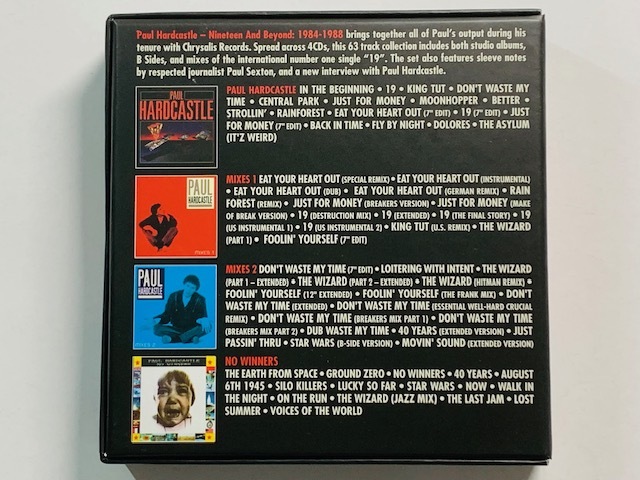 Paul Hardcastle – Nineteen And Beyond: 1984-1988 brings together all of Paul's output during his
tenure with Chrysalis Records. Spread across 4CDs, this 63 track collection includes both studio albums,
B Sides, and mixes of the international number one single "19". The set also features sleeve notes
by respected journalist Paul Sexton, and a new interview with Paul Hardcastle.
PAUL
HARDCASTLE
PAUL HARDCASTLE IN THE BEGINNING • 19 • KING TUT • DON'T WASTE MY
TIME • CENTRAL PARK • JUST FOR MONEY • MOONHOPPER • BETTER •
STROLLIN' • RAINFOREST • EAT YOUR HEART OUT (7" EDIT) • 19 (7" EDIT) • JUST
FOR MONEY (7" EDIT) • BACK IN TIME • FLY BY NIGHT • DOLORES • THE ASYLUM
(IT'Z WEIRD)
PAUL
HARDCASTLE
MIXES 1
MIXES 1 EAT YOUR HEART OUT (SPECIAL REMIX) • EAT YOUR HEART OUT (INSTRUMENTAL)
• EAT YOUR HEART OUT (DUB) • EAT YOUR HEART OUT (GERMAN REMIX) • RAIN
FOREST (REMIX) • JUST FOR MONEY (BREAKERS VERSION) • JUST FOR MONEY (MAKE
OF BREAK VERSION) • 19 (DESTRUCTION MIX) • 19 (EXTENDED) • 19 (THE FINAL STORY) • 19
(US INSTRUMENTAL 1) • 19 (US INSTRUMENTAL 2) • KING TUT (U.S. REMIX) • THE WIZARD
(PART 1) • FOOLIN' YOURSELF (7" EDIT)
PAUL
HARDCASTLE
MIXES 2
MIXES 2 DON'T WASTE MY TIME (7" EDIT) • LOITERING WITH INTENT • THE WIZARD
(PART 1 – EXTENDED) • THE WIZARD (PART 2 – EXTENDED) • THE WIZARD (HITMAN REMIX) •
FOOLIN' YOURSELF (12" EXTENDED) • FOOLIN' YOURSELF (THE FRANK MIX) • DON'T
WASTE MY TIME (EXTENDED) • DON'T WASTE MY TIME (ESSENTIAL WELL-HARD CRUCIAL
REMIX) • DON'T WASTE MY TIME (BREAKERS MIX PART 1) • DON'T WASTE MY TIME
(BREAKERS MIX PART 2) • DUB WASTE MY TIME • 40 YEARS (EXTENDED VERSION) • JUST
PASSIN' THRU • STAR WARS (B-SIDE VERSION) • MOVIN' SOUND (EXTENDED VERSION)
PAUL HARDCASTLE
NO WINNERS
NO WINNERS
THE EARTH FROM SPACE • GROUND ZERO • NO WINNERS • 40 YEARS • AUGUST
6TH 1945 • SILO KILLERS • LUCKY SO FAR • STAR WARS • NOW • WALK IN
THE NIGHT • ON THE RUN • THE WIZARD (JAZZ MIX) • THE LAST JAM • LOST
SUMMER • VOICES OF THE WORLD